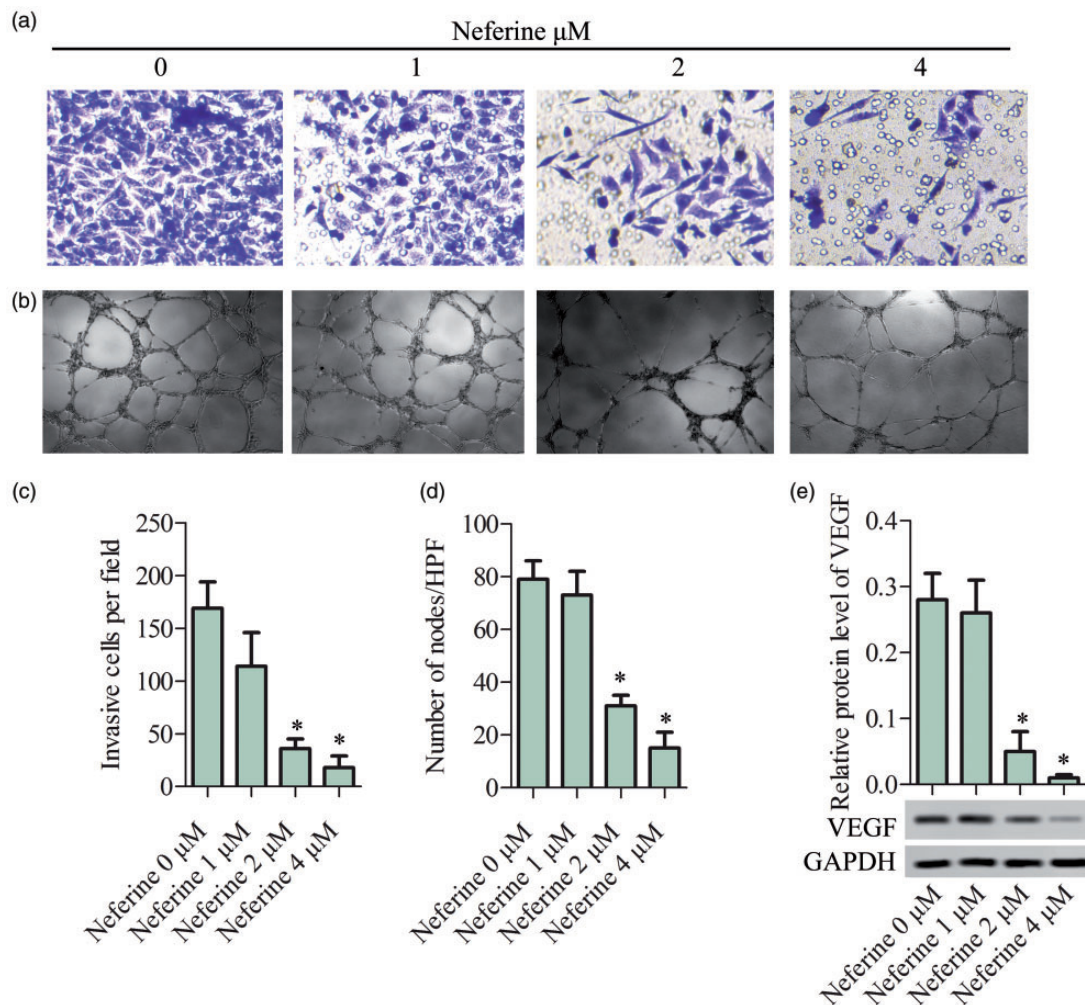 (a)
Neferine μM
0 1 2 4
(b)
(c)
250
200
150
100
50
0
Invasive cells per field
*
*
Neferine 0 μM
Neferine 1 μM
Neferine 2 μM
Neferine 4 μM
(d)
100
80
60
40
20
0
Number of nodes/HPF
*
*
Neferine 0 μM
Neferine 1 μM
Neferine 2 μM
Neferine 4 μM
(e)
0.4
0.3
0.2
0.1
0.0
Relative protein level of VEGF
*
*
VEGF
GAPDH
Neferine 0 μM
Neferine 1 μM
Neferine 2 μM
Neferine 4 μM